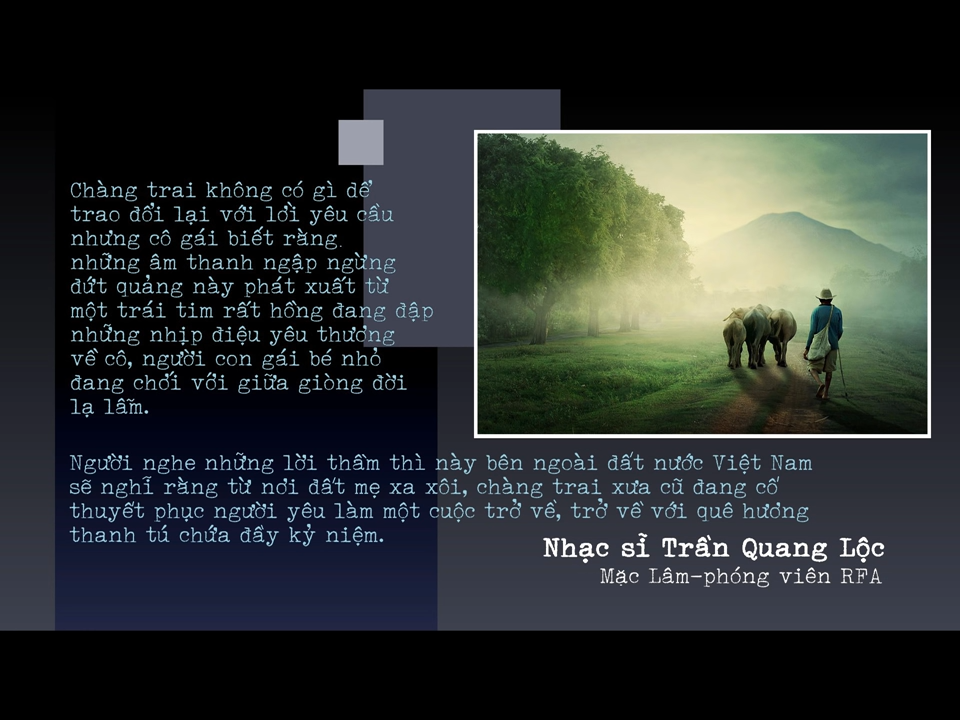 Chàng trai không có gì để
trao đổi lại với lời yêu cầu
nhưng cô gái biết rằng
những âm thanh ngập ngừng
đứt quảng này phát xuất từ
một trái tim rất hồng đang đập
những nhịp điệu yêu thương
về cô, người con gái bé nhỏ
đang chơi với giữa giòng đời
lạ lẫm.
Người nghe những lời thầm thì này bên ngoài đất nước Việt Nam
sẽ nghĩ rằng từ nơi đất mẹ xa xôi, chàng trai xưa cũ đang cố
thuyết phục người yêu làm một cuộc trở về, trở về với quê hương
thanh tú chứa đầy kỷ niệm.
Nhạc sĩ Trần Quang Lộc
Mặc Lâm-phóng viên RFA